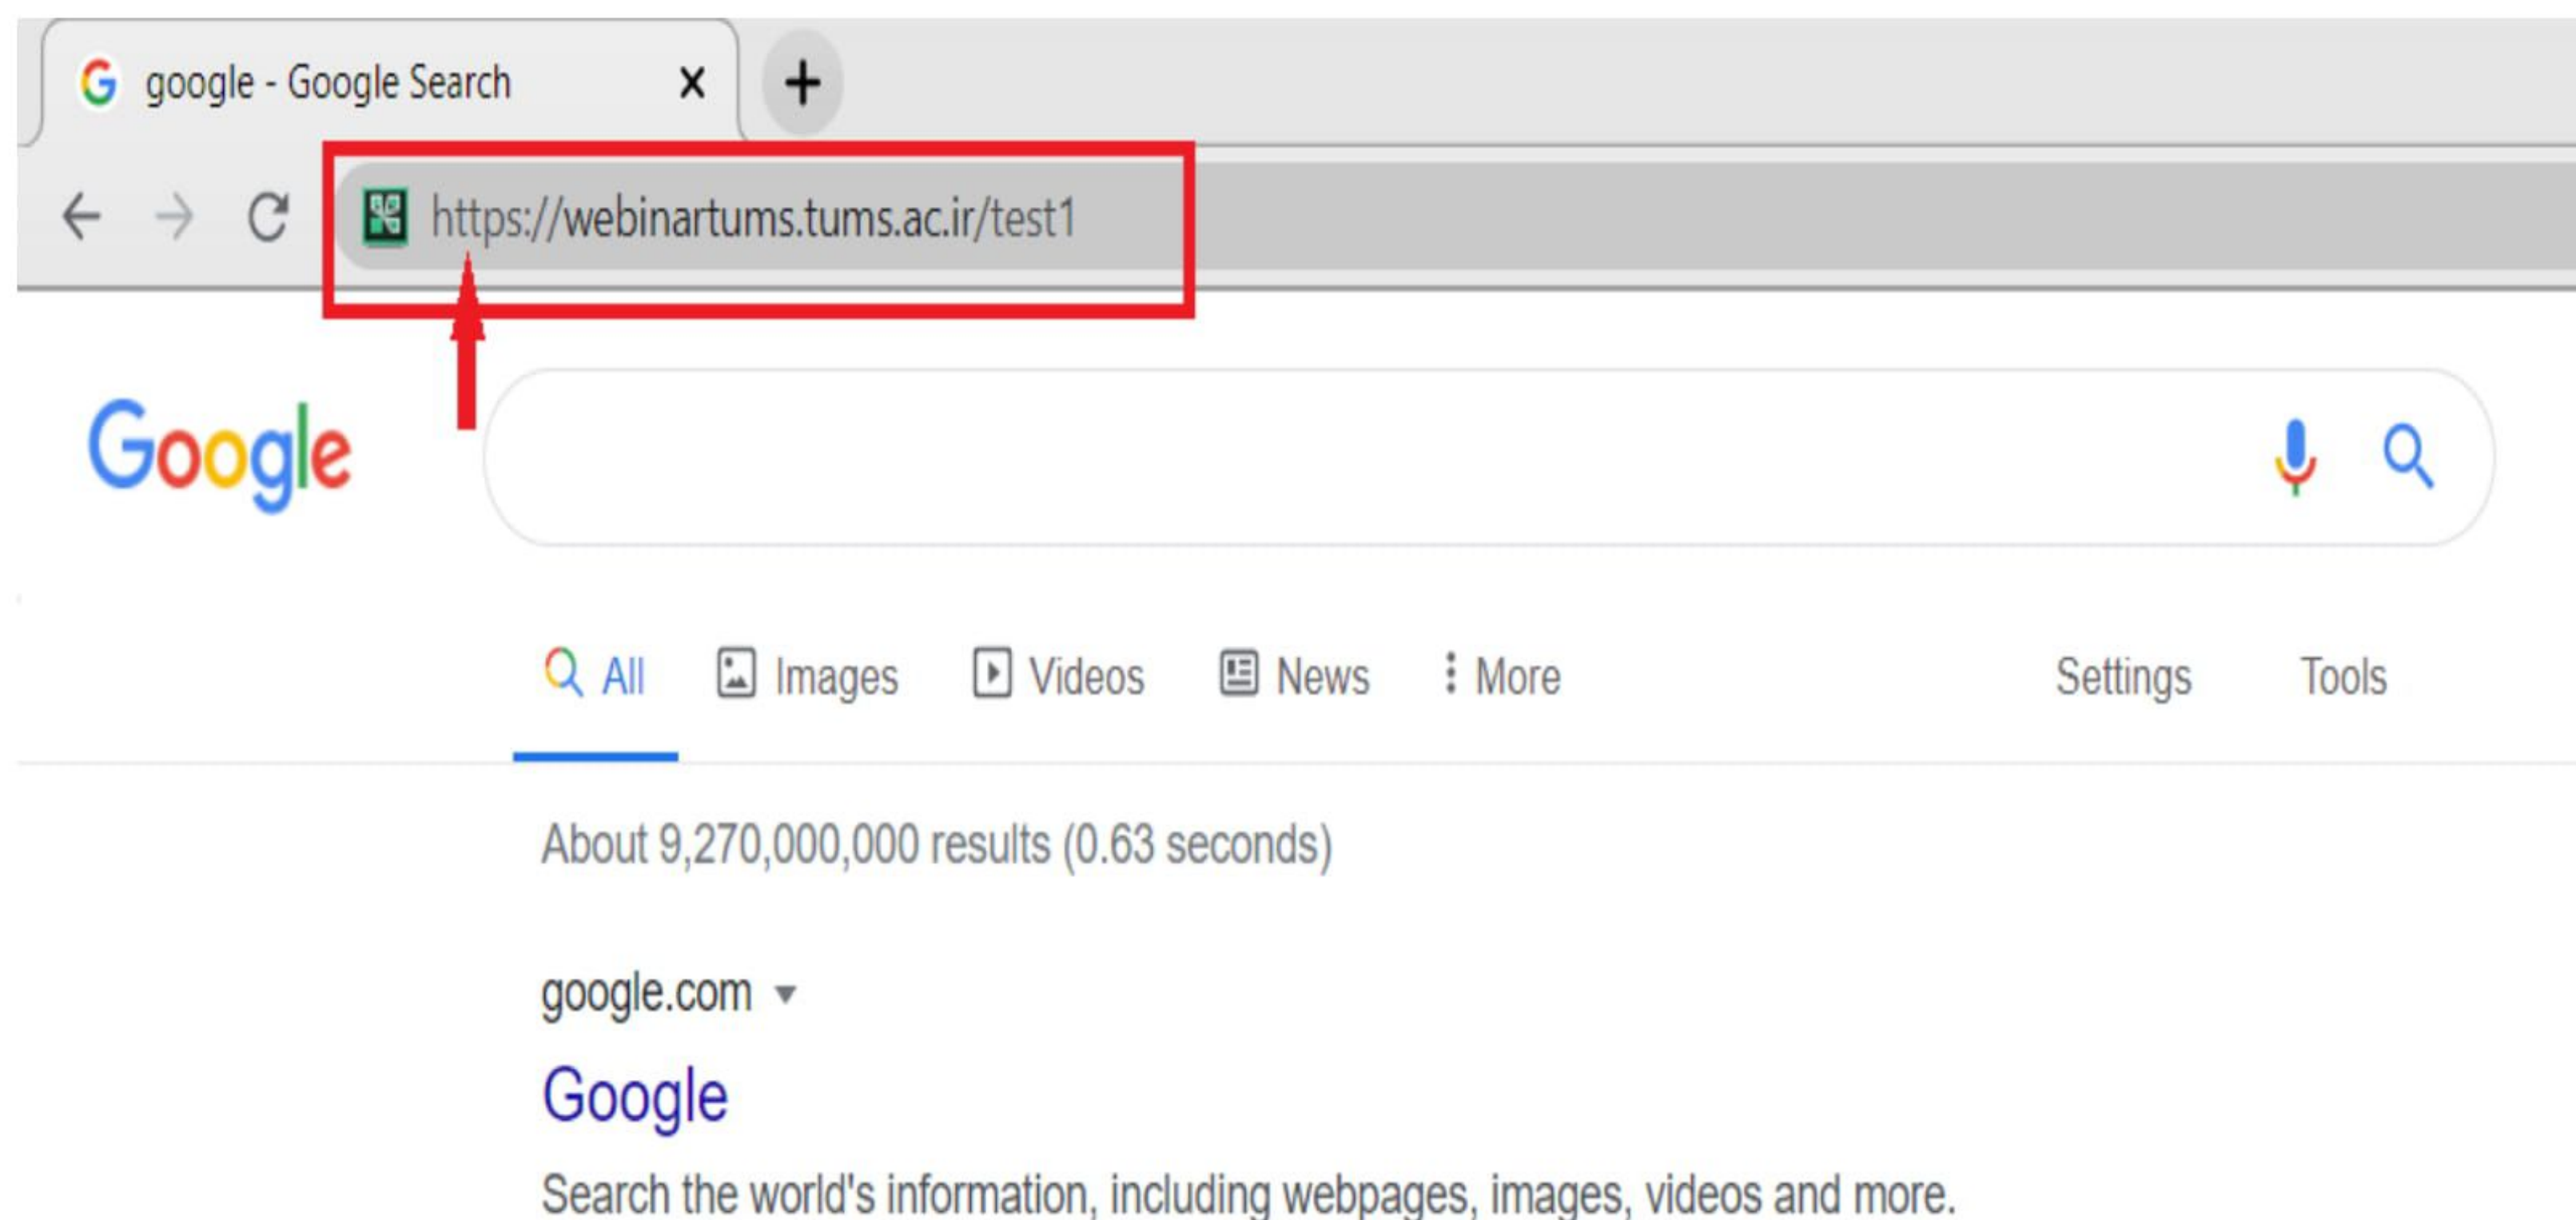 google - Google Search
https://webinartums.tums.ac.ir/test1
Google
All Images Videos News More Settings Tools
About 9,270,000,000 results (0.63 seconds)
google.com
Google
Search the world's information, including webpages, images, videos and more.